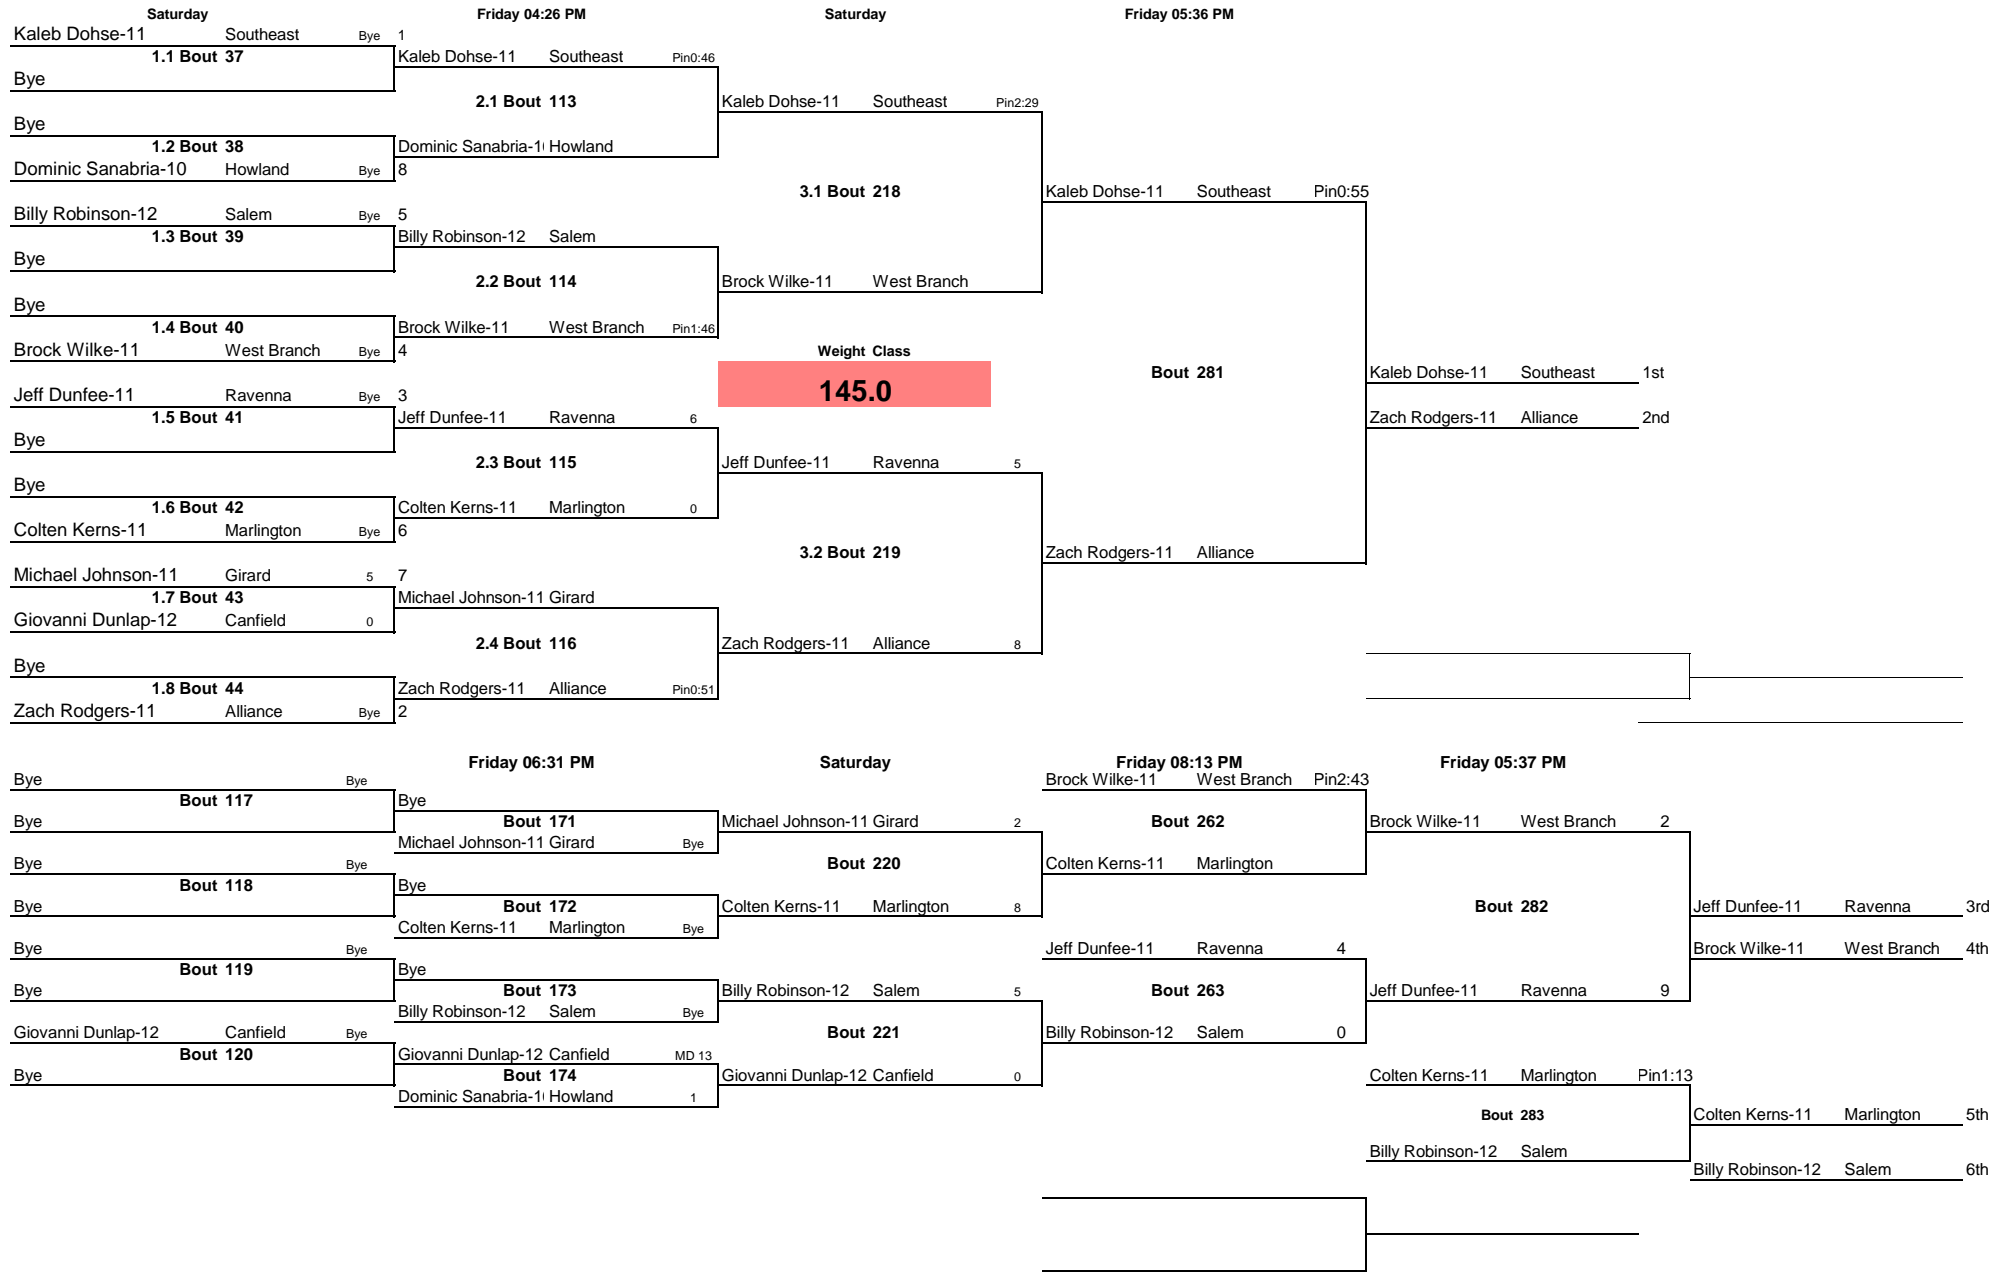 Saturday Friday 04:26 PM Saturday Friday 05:36 PM
Kaleb Dohse-11 Southeast Bye 1
1.1 Bout 37 Kaleb Dohse-11 Southeast Pin0:46
Bye
2.1 Bout 113 Kaleb Dohse-11 Southeast Pin2:29
Bye
1.2 Bout 38 Dominic Sanabria-1( Howland
Dominic Sanabria-10 Howland Bye 8
3.1 Bout 218 Kaleb Dohse-11 Southeast Pin0:55
Billy Robinson-12 Salem Bye 5
1.3 Bout 39 Billy Robinson-12 Salem
Bye
2.2 Bout 114 Brock Wilke-11 West Branch
Bye
1.4 Bout 40 Brock Wilke-11 West Branch Pin1:46
Brock Wilke-11 West Branch Bye 4 Weight Class
Bout 281 Kaleb Dohse-11 Southeast 1st
Jeff Dunfee-11 Ravenna Bye 3 145.0
1.5 Bout 41 Jeff Dunfee-11 Ravenna 6 Zach Rodgers-11 Alliance 2nd
Bye
2.3 Bout 115 Jeff Dunfee-11 Ravenna 5
Bye
1.6 Bout 42 Colten Kerns-11 Marlington 0
Colten Kerns-11 Marlington Bye 6
3.2 Bout 219 Zach Rodgers-11 Alliance
Michael Johnson-11 Girard 5 7
1.7 Bout 43 Michael Johnson-11 Girard
Giovanni Dunlap-12 Canfield 0
2.4 Bout 116 Zach Rodgers-11 Alliance 8
Bye
1.8 Bout 44 Zach Rodgers-11 Alliance Pin0:51
Zach Rodgers-11 Alliance Bye 2
Friday 06:31 PM Saturday Friday 08:13 PM Friday 05:37 PM
Bye Bye Brock Wilke-11 West Branch Pin2:43
Bout 117 Bye
Bye Bout 171 Michael Johnson-11 Girard 2 Bout 262 Brock Wilke-11 West Branch 2
Michael Johnson-11 Girard Bye
Bye Bye Bout 220 Colten Kerns-11 Marlington
Bout 118 Bye
Bye Bout 172 Colten Kerns-11 Marlington 8 Bout 282 Jeff Dunfee-11 Ravenna 3rd
Colten Kerns-11 Marlington Bye
Bye Bye Jeff Dunfee-11 Ravenna 4 Brock Wilke-11 West Branch 4th
Bout 119 Bye
Bye Bout 173 Billy Robinson-12 Salem 5 Bout 263 Jeff Dunfee-11 Ravenna 9
Billy Robinson-12 Salem Bye
Giovanni Dunlap-12 Canfield Bye Bout 221 Billy Robinson-12 Salem 0
Bout 120 Giovanni Dunlap-12 Canfield MD 13
Bye Bout 174 Giovanni Dunlap-12 Canfield 0 Colten Kerns-11 Marlington Pin1:13
Dominic Sanabria-1( Howland 1
Bout 283 Colten Kerns-11 Marlington 5th
Billy Robinson-12 Salem
Billy Robinson-12 Salem 6th